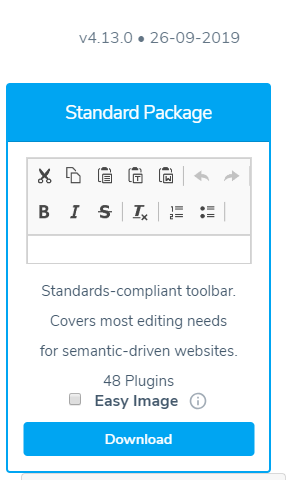 v4.13.0 • 26-09-2019
Standard Package
B I S Tx
Standards-compliant toolbar.
Covers most editing needs
for semantic-driven websites.
48 Plugins
Easy Image
Download